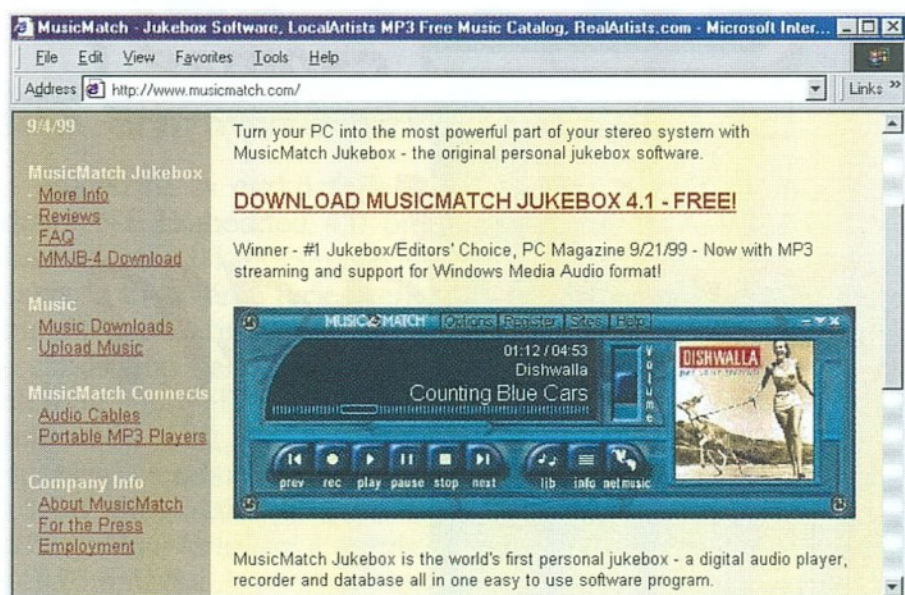 MusicMatch - Jukebox Software, LocalArtists MP3 Free Music Catalog, RealArtists.com - Microsoft Inter...
File Edit View Favorites Tools Help
Address http://www.musicmatch.com/ Links »
9/4/99
MusicMatch Jukebox
- More Info
- Reviews
- FAQ
- MMJB-4 Download
Music
- Music Downloads
- Upload Music
MusicMatch Connects
- Audio Cables
- Portable MP3 Players
Company Info
- About MusicMatch
- For the Press
- Employment
Turn your PC into the most powerful part of your stereo system with
MusicMatch Jukebox - the original personal jukebox software.
DOWNLOAD MUSICMATCH JUKEBOX 4.1 - FREE!
Winner - #1 Jukebox/Editors' Choice, PC Magazine 9/21/99 - Now with MP3
streaming and support for Windows Media Audio format!
MUSICMATCH Options Register Sites Help
01:12 / 04:53
Dishwalla
Counting Blue Cars
Volume
DISHWALLA
prev rec play pause stop next lib info net music
MusicMatch Jukebox is the world's first personal jukebox - a digital audio player,
recorder and database all in one easy to use software program.